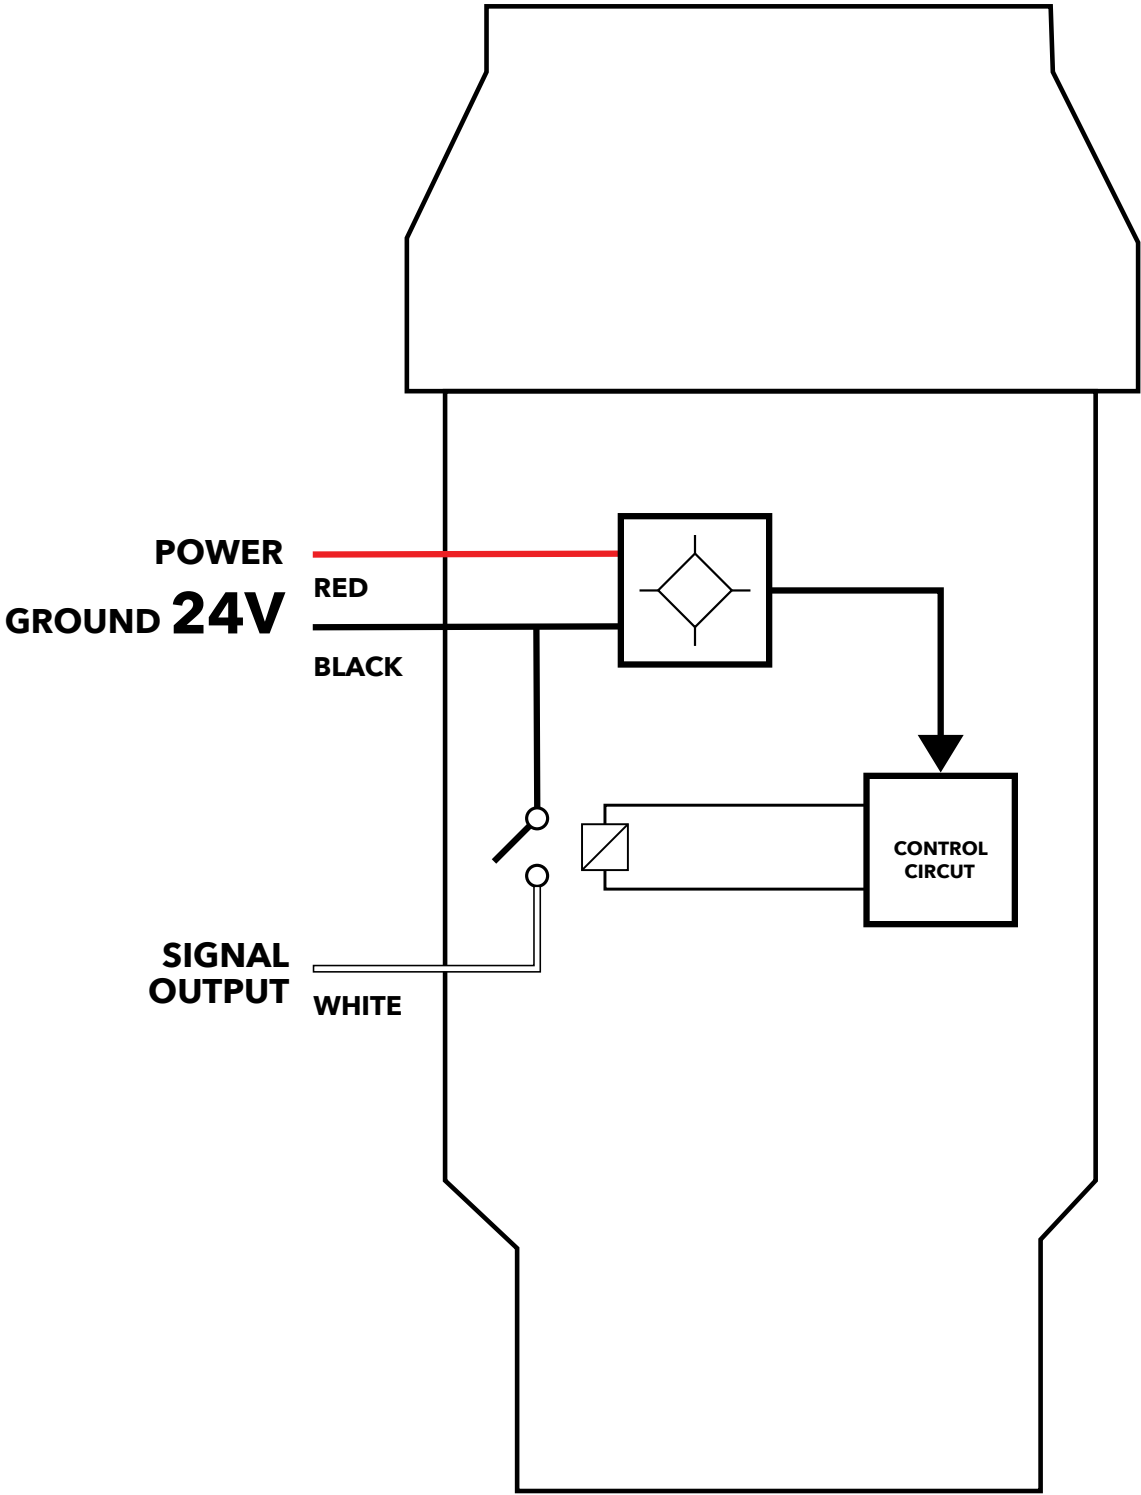 POWER
RED
GROUND 24V
BLACK
CONTROL
CIRCUT
SIGNAL
OUTPUT
WHITE